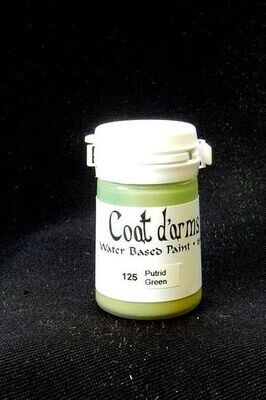 Coat d'arms
Water Based Paint •
125 Putrid
Green